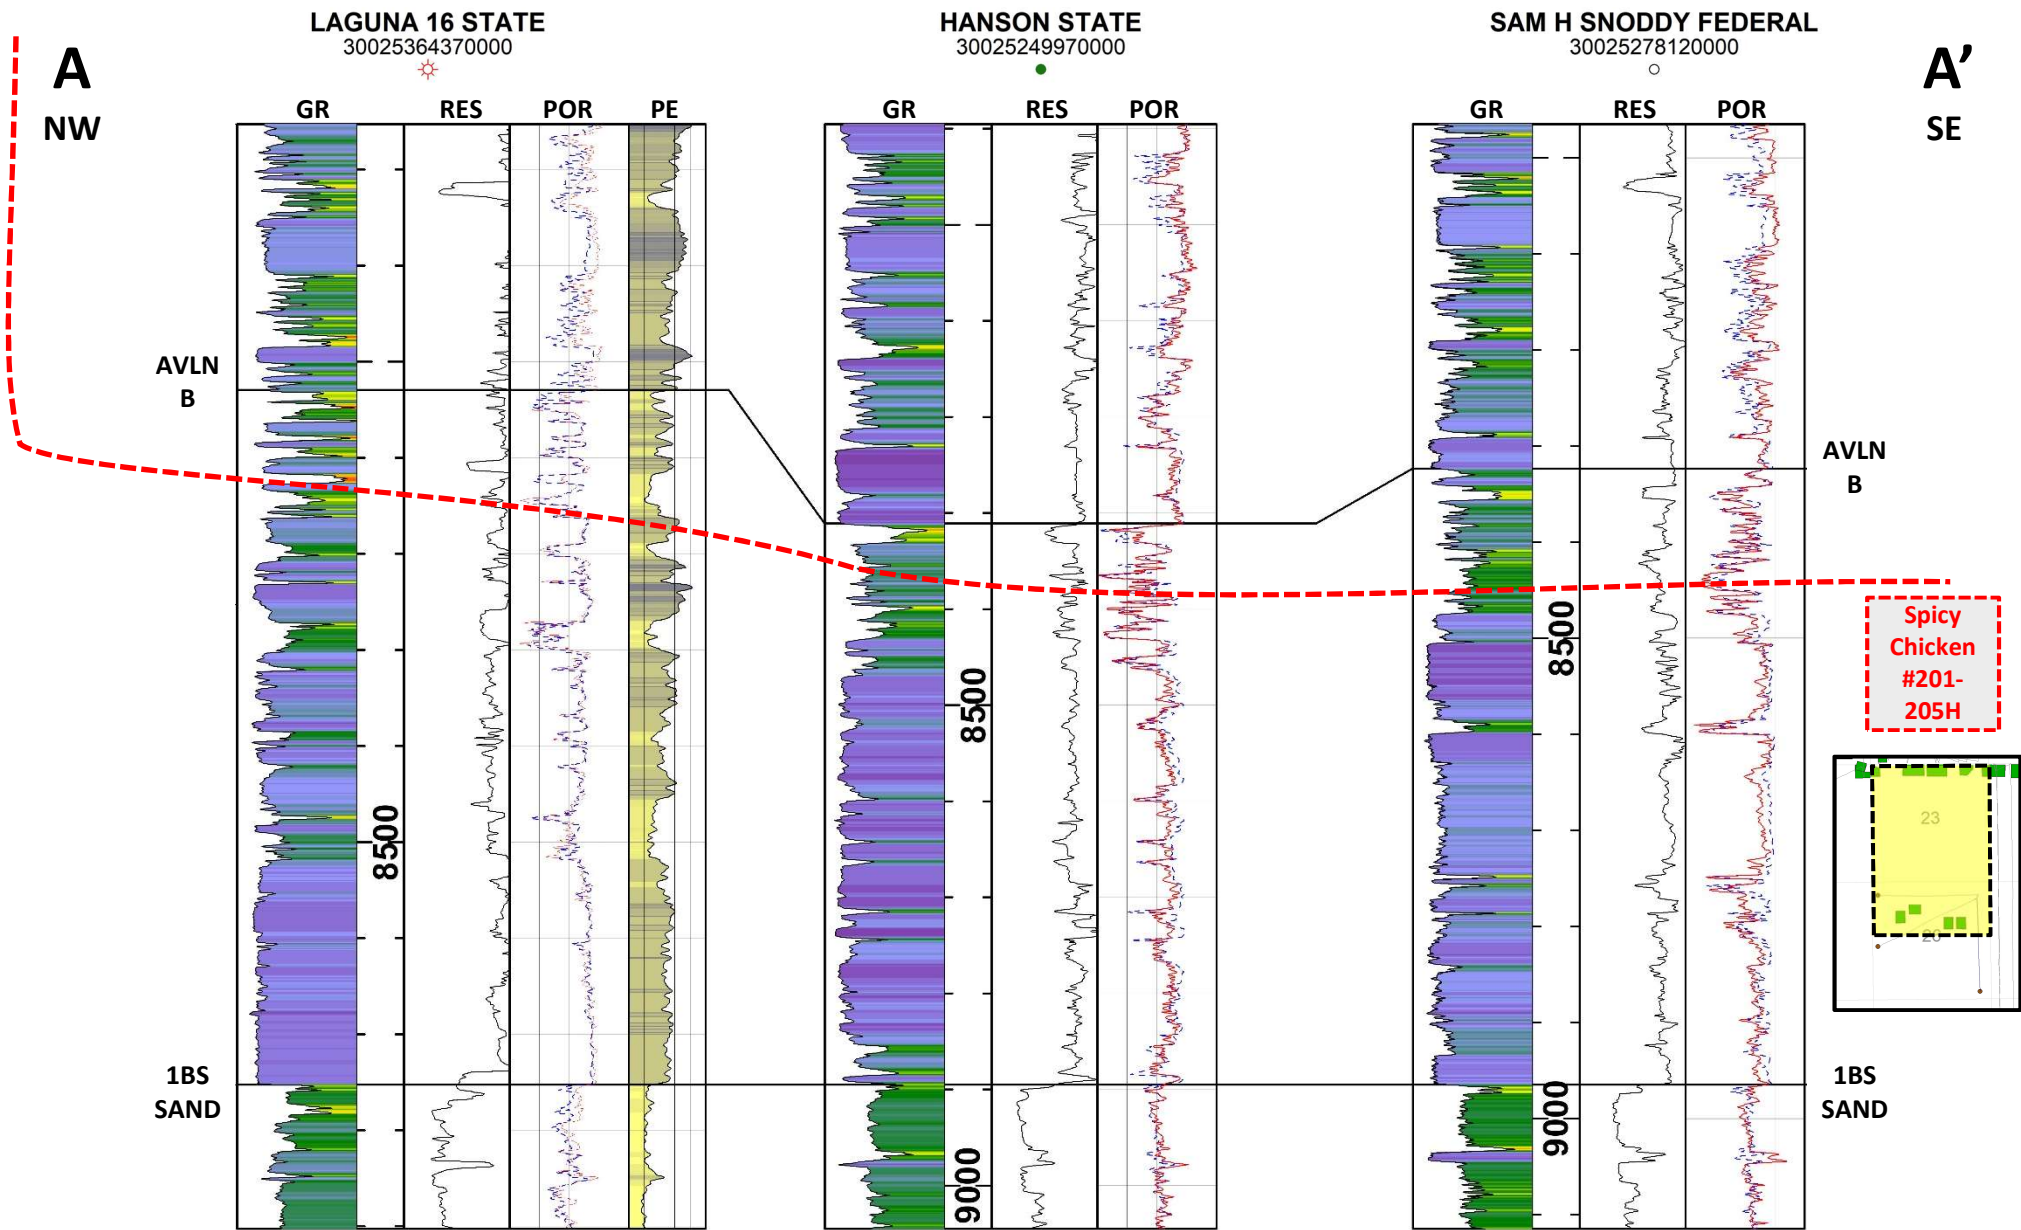 LAGUNA 16 STATE
30025364370000
HANSON STATE
30025249970000
SAM H SNODDY FEDERAL
30025278120000
A
NW
A’
SE
GR
RES
POR
PE
GR
RES
POR
GR
RES
POR
AVLN
B
AVLN
B
8500
8500
8500
Spicy
Chicken
#201-
205H
23
26
1BS
SAND
1BS
SAND
9000
9000